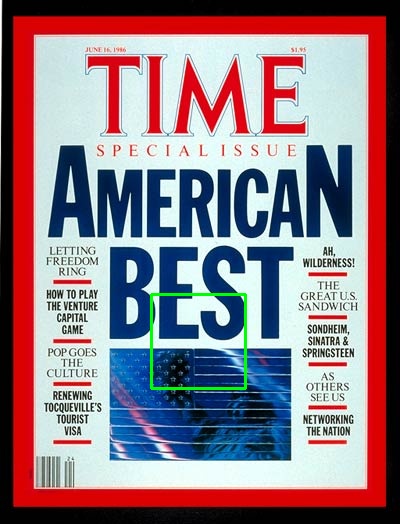 JUNE 16, 1986 $1.95
TIME
SPECIAL ISSUE
AMERICAN
BEST
LETTING
FREEDOM
RING
HOW TO PLAY
THE VENTURE
CAPITAL
GAME
POP GOES
THE
CULTURE
RENEWING
TOCQUEVILLE'S
TOURIST
VISA
AH,
WILDERNESS!
THE
GREAT U.S.
SANDWICH
SONDHEIM,
SINATRA &
SPRINGSTEEN
AS
OTHERS
SEE US
NETWORKING
THE NATION
24